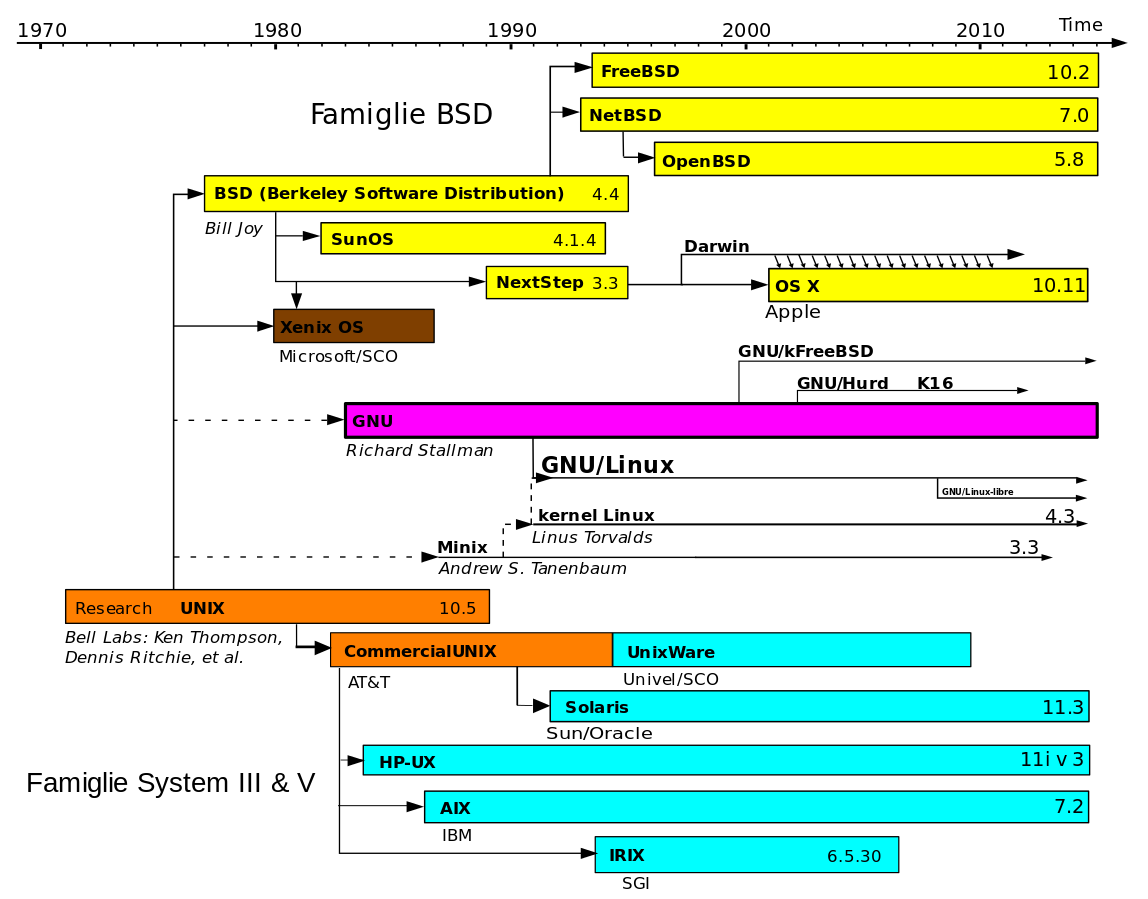 1970 1980 1990 2000 2010 Time
FreeBSD 10.2
Famiglie BSD
NetBSD 7.0
OpenBSD 5.8
BSD (Berkeley Software Distribution) 4.4
Bill Joy
SunOS 4.1.4
Darwin
NextStep 3.3
OS X 10.11
Apple
Xenix OS
Microsoft/SCO
GNU/kFreeBSD
GNU/Hurd K16
GNU
Richard Stallman
GNU/Linux
GNU/Linux-libre
kernel Linux 4.3
Linus Torvalds
Minix 3.3
Andrew S. Tanenbaum
Research UNIX 10.5
Bell Labs: Ken Thompson,
Dennis Ritchie, et al.
CommercialUNIX UnixWare
AT&T Univel/SCO
Solaris 11.3
Sun/Oracle
HP-UX 11i v 3
Famiglie System III & V
AIX 7.2
IBM
IRIX 6.5.30
SGI